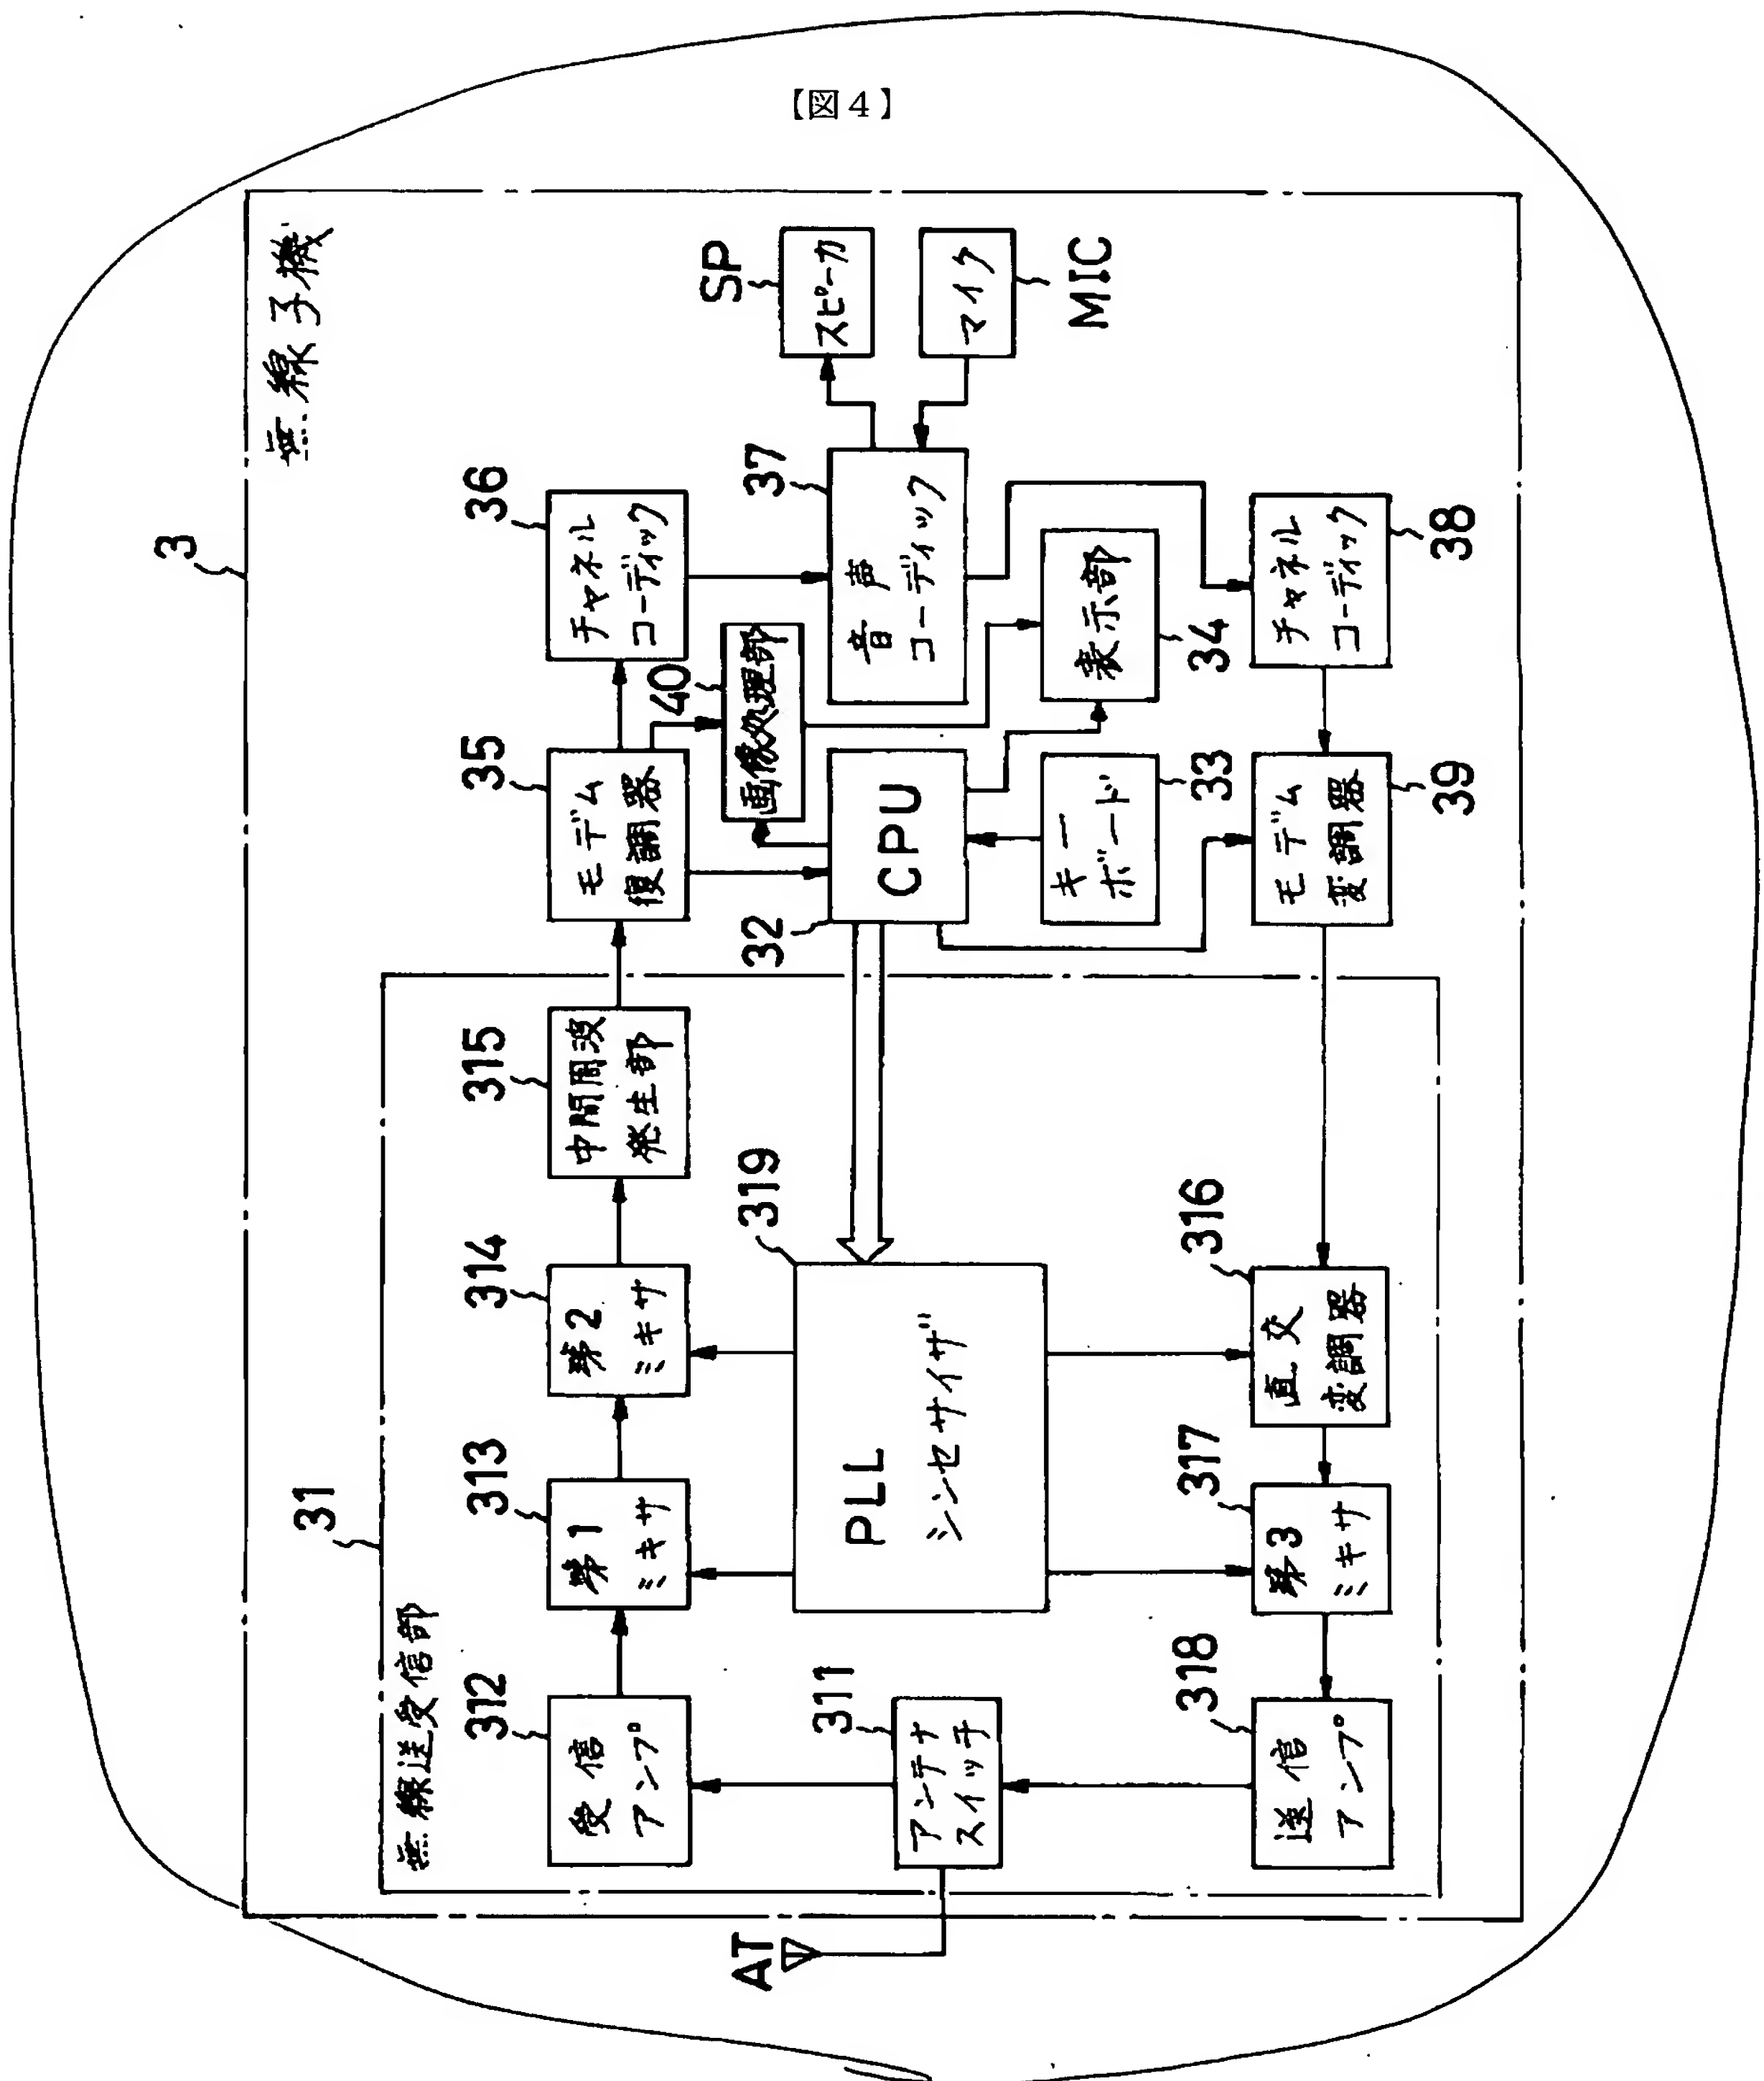 【図4】
3
無線子機
31
無線送受信部
312
受信
アンプ
313
第1
ミキサ
314
第2
ミキサ
315
中間周波
発生部
35
モデム
復調器
36
チャネル
コーディック
40
画像処理部
SP
スピーカ
AT
311
アンテナ
スイッチ
319
PLL
シンセサイザ
32
CPU
37
音声
コーディック
マイク
MIC
キー
ボード
33
表示部
34
318
送信
アンプ
317
第3
ミキサ
316
直交
変調器
モデム
変調器
39
チャネル
コーディック
38